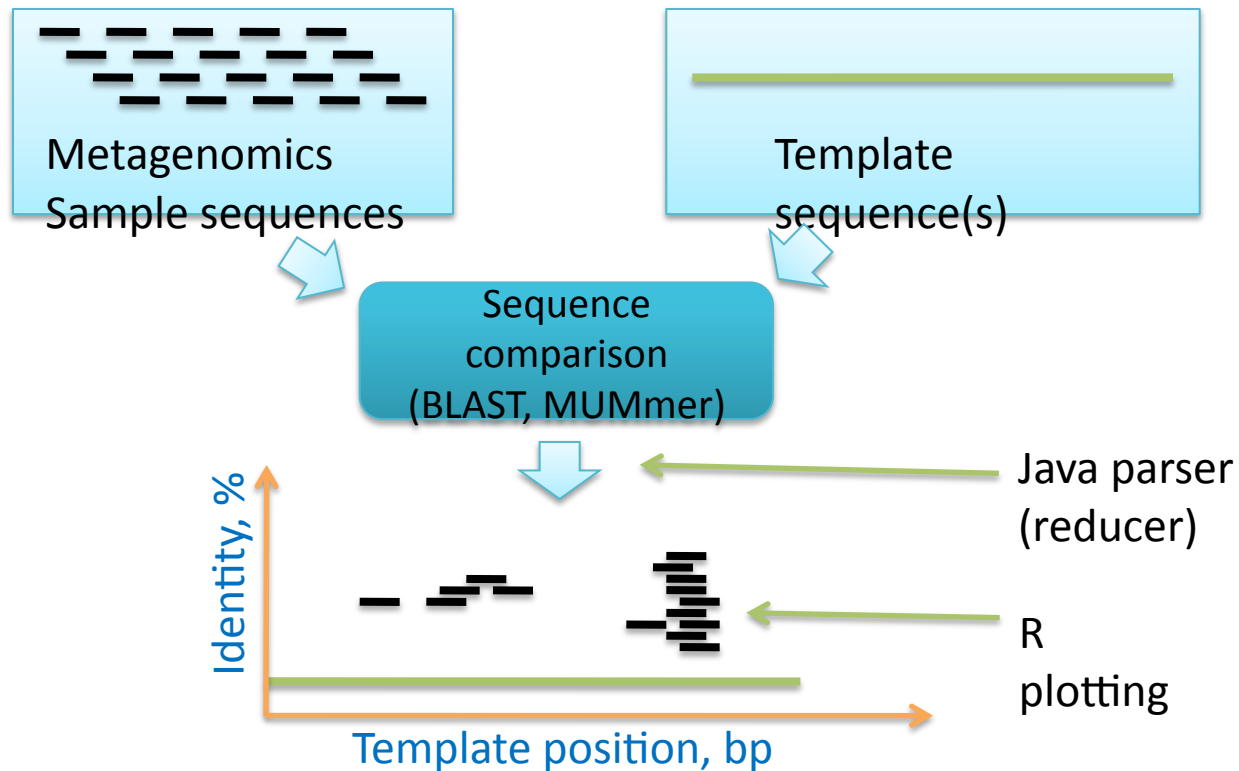 Metagenomics
Sample sequences
Template
sequence(s)
Sequence
comparison
(BLAST, MUMmer)
Java parser
(reducer)
Identity, %
R
plotting
Template position, bp